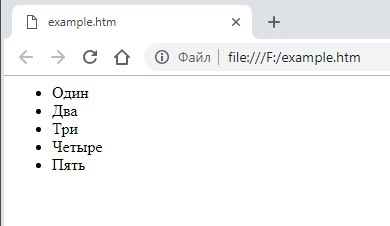 example.htm
Файл file:///F:/example.htm
Один
Два
Три
Четыре
Пять